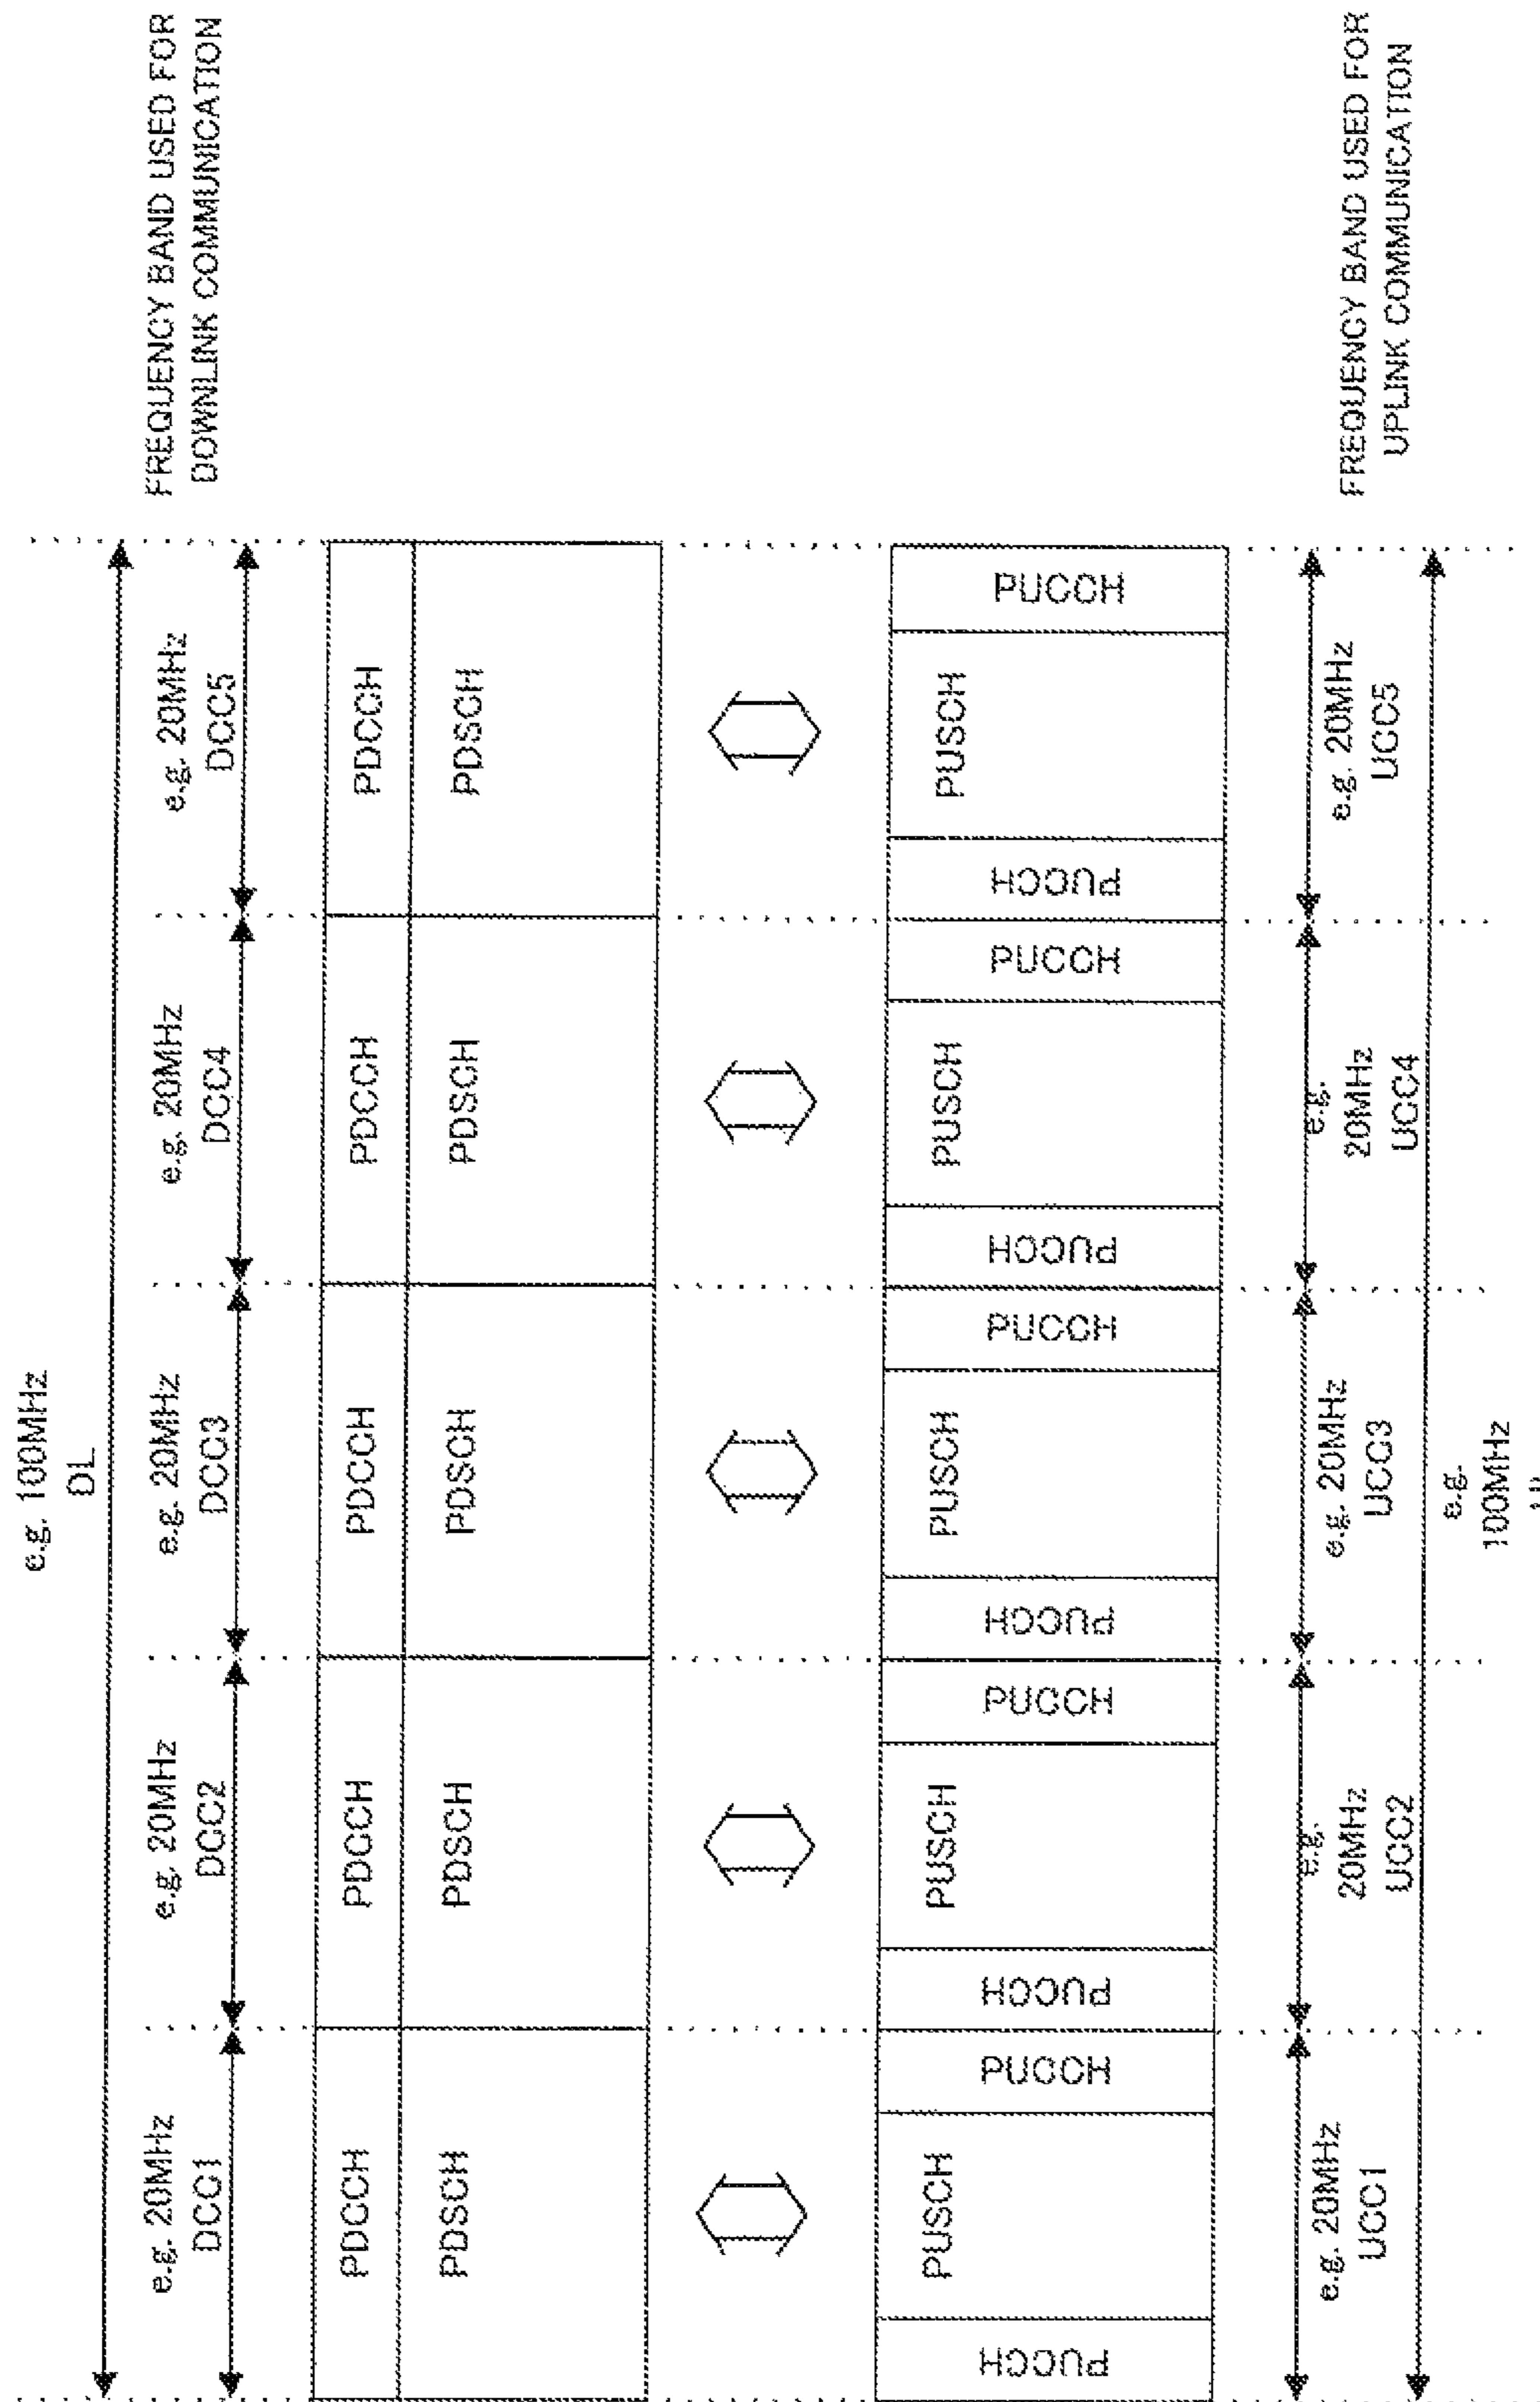 e.g. 100MHz
DL
FREQUENCY BAND USED FOR
DOWNLINK COMMUNICATION
e.g. 20MHz
DCC1
e.g. 20MHz
DCC2
e.g. 20MHz
DCC3
e.g. 20MHz
DCC4
e.g. 20MHz
DCC5
PDCCH
PDCCH
PDCCH
PDCCH
PDCCH
PDSCH
PDSCH
PDSCH
PDSCH
PDSCH
PUCCH
PUSCH
PUCCH
PUCCH
PUSCH
PUCCH
PUCCH
PUSCH
PUCCH
PUCCH
PUSCH
PUCCH
PUCCH
PUSCH
PUCCH
e.g. 20MHz
UCC1
e.g.
20MHz
UCC2
e.g. 20MHz
UCC3
e.g.
20MHz
UCC4
e.g. 20MHz
UCC5
FREQUENCY BAND USED FOR
UPLINK COMMUNICATION
e.g.
100MHz